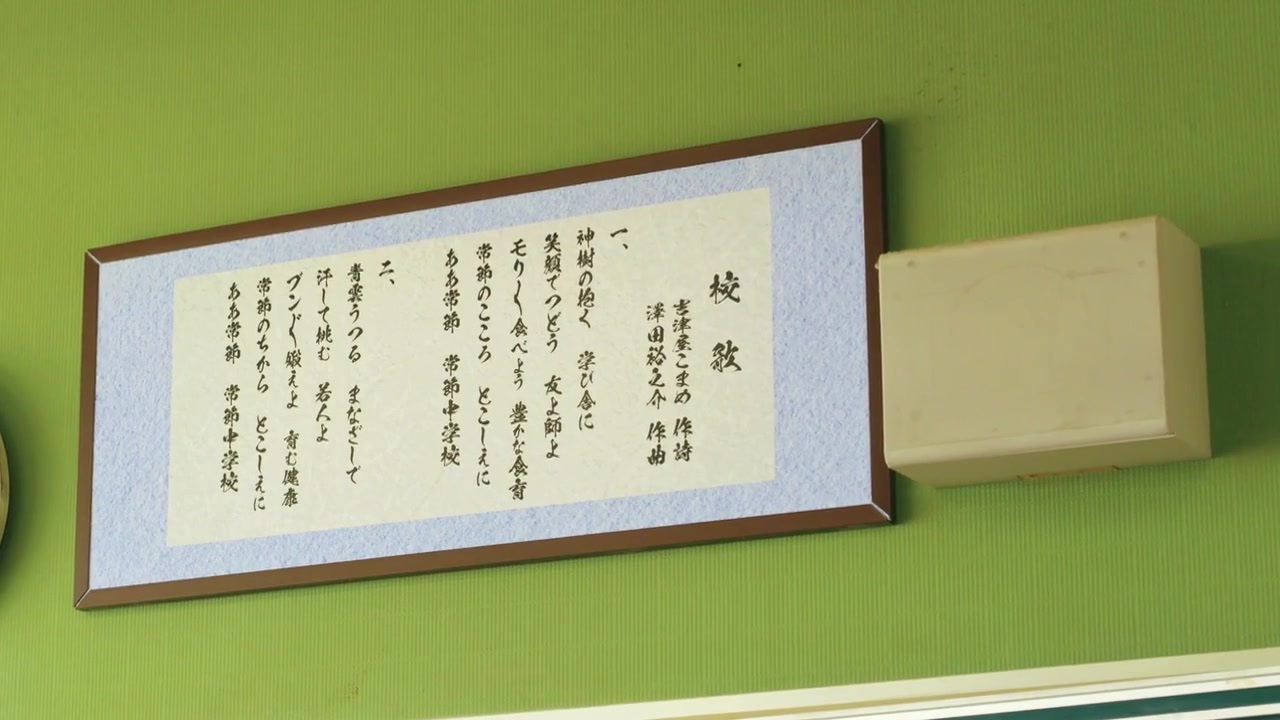 校歌
吉津屋こまめ 作詩
澤田裕之介 作曲
一、
神樹の抱く 学び舎に
笑顔でつどう 友よ師よ
モリ〱食べよう 豊かな食育
常節のこころ とこしえに
ああ常節 常節中学校
二、
青雲うつる まなざしで
汗して挑む 若人よ
グン〱鍛えよ 育む健康
常節のちから とこしえに
ああ常節 常節中学校